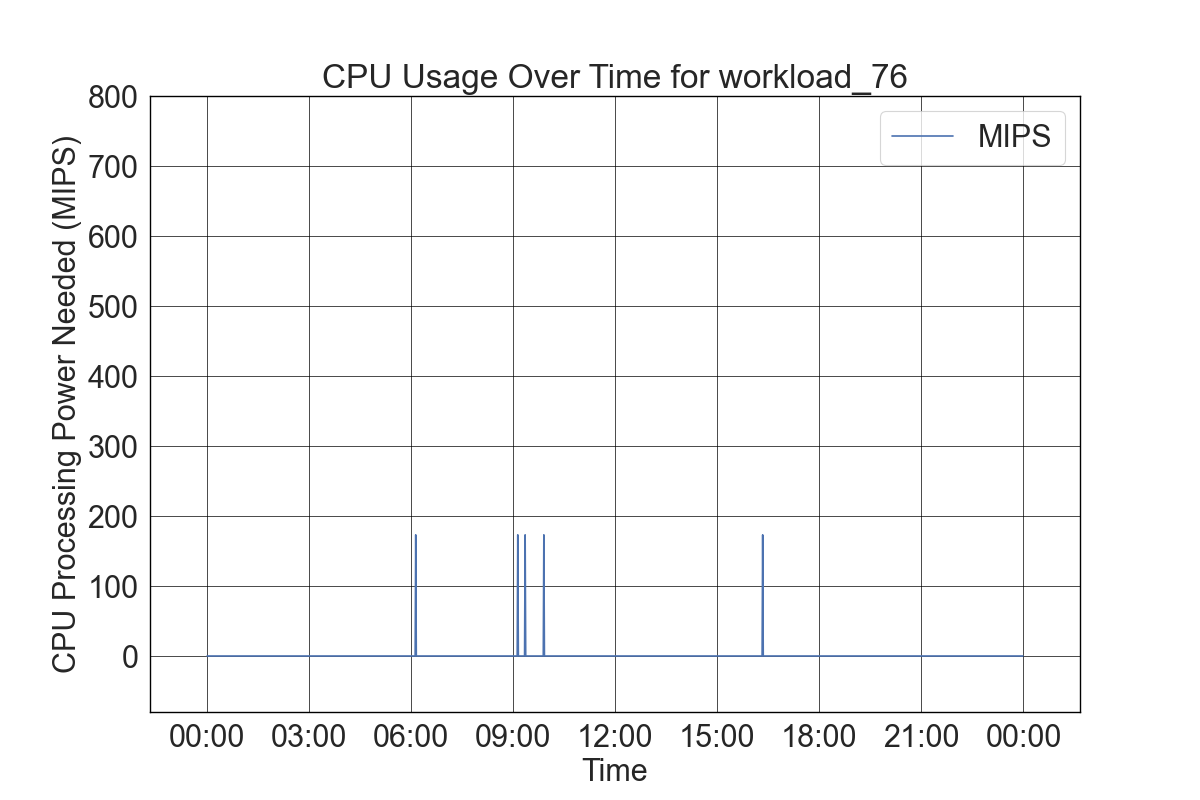 CPU Usage Over Time for workload_76
MIPS
CPU Processing Power Needed (MIPS)
800
700
600
500
400
300
200
100
0
00:00 03:00 06:00 09:00 12:00 15:00 18:00 21:00 00:00
Time